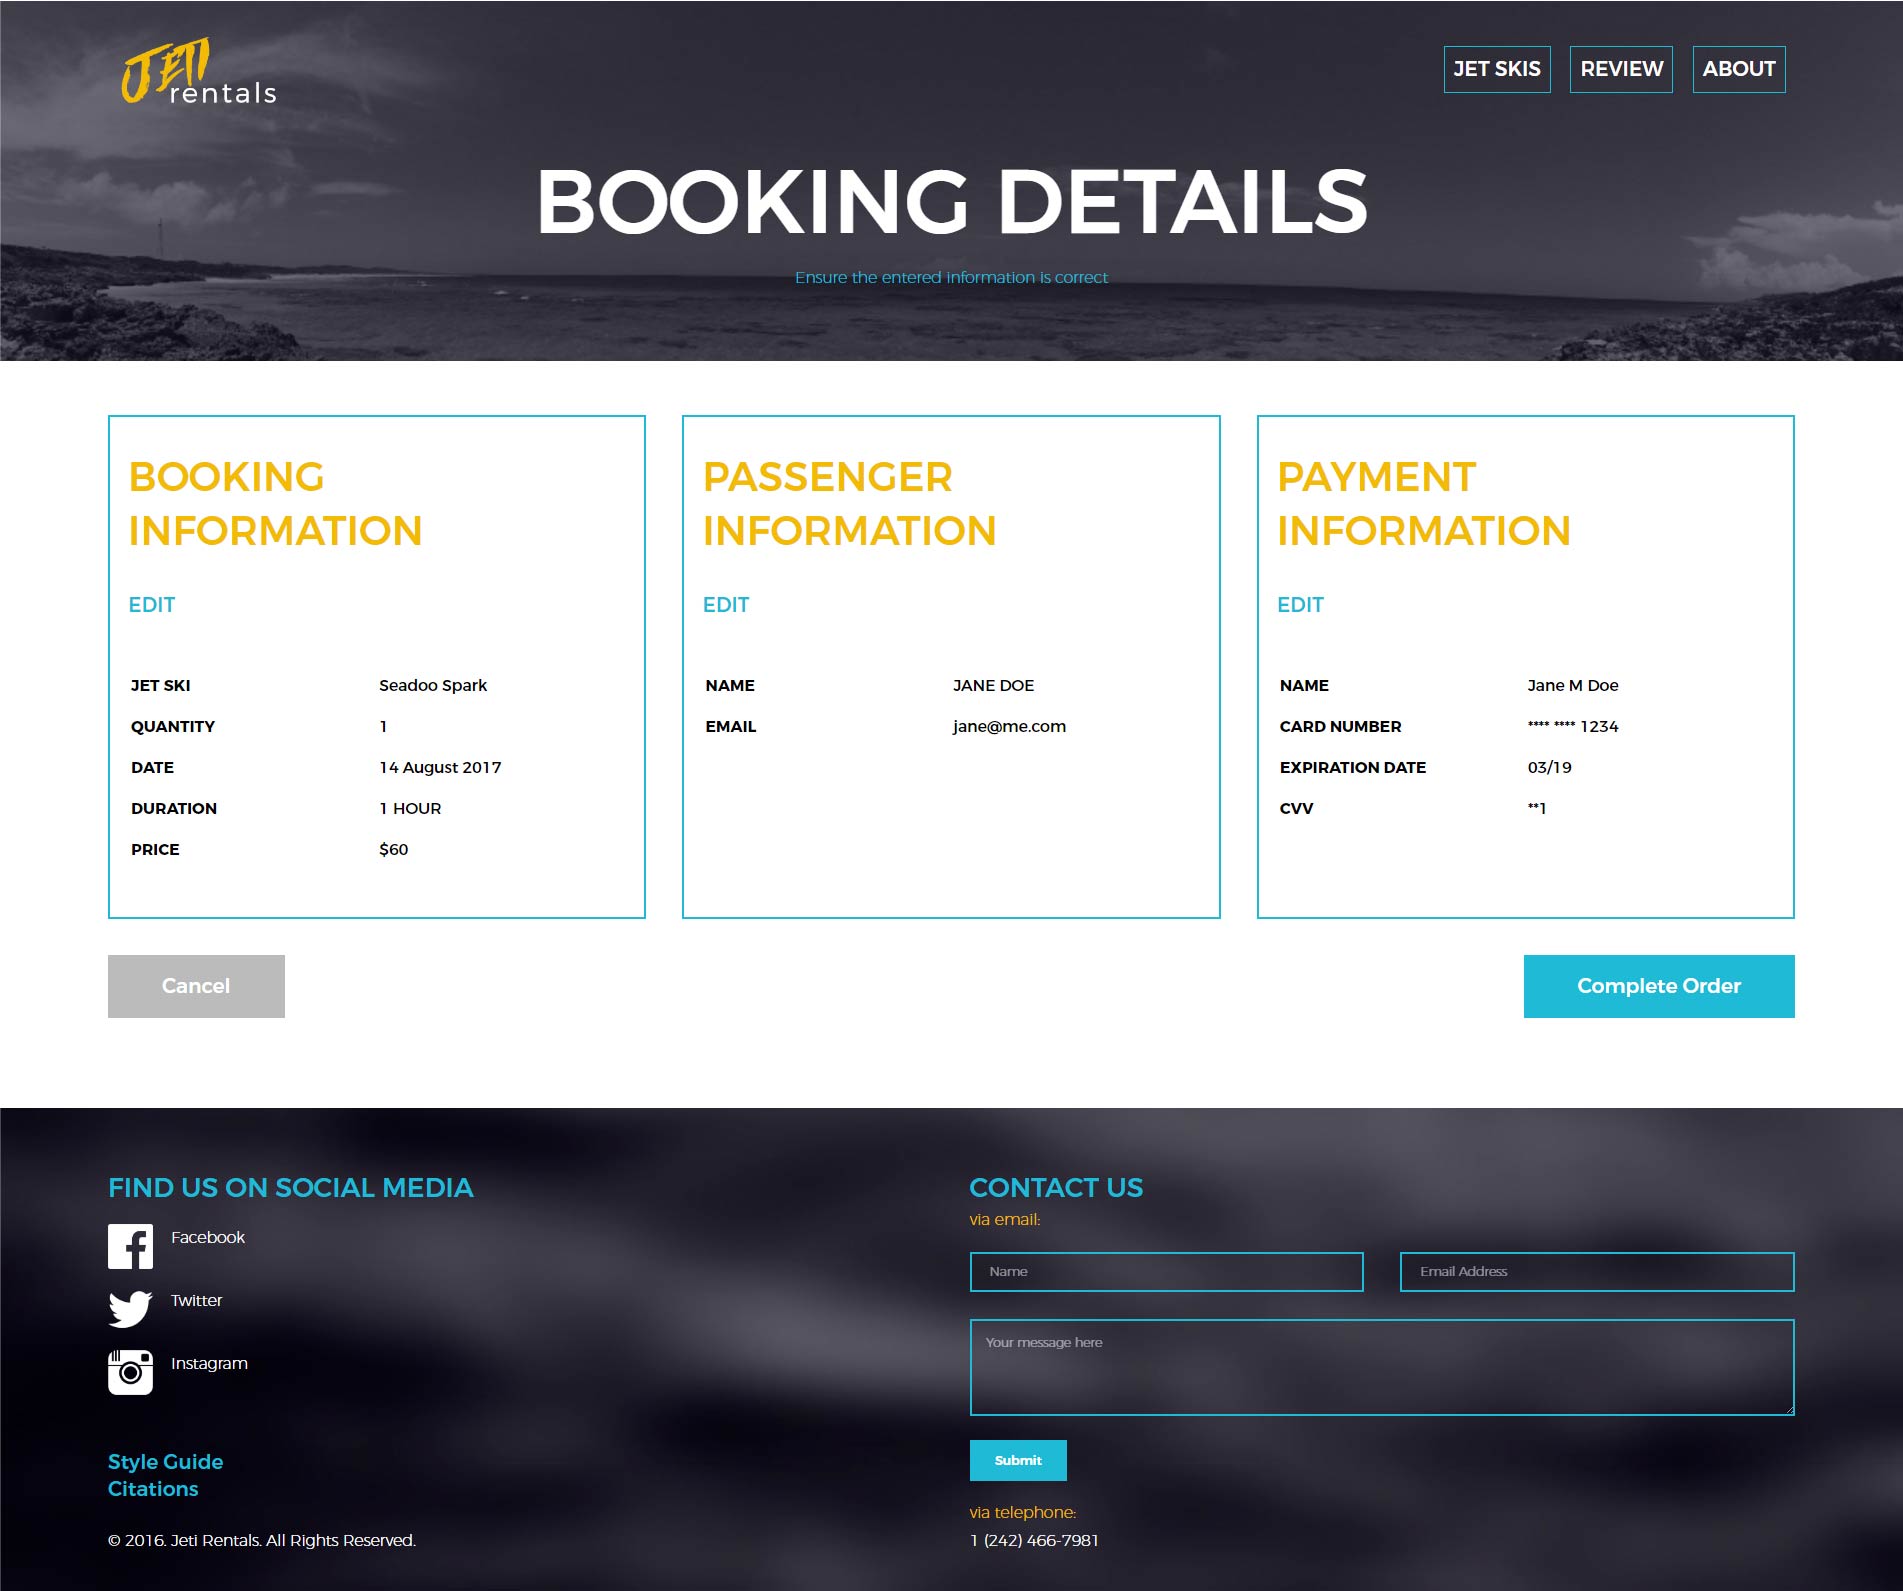 JETI
rentals
JET SKIS
REVIEW
ABOUT
BOOKING DETAILS
Ensure the entered information is correct
BOOKING
INFORMATION
EDIT
JET SKI Seadoo Spark
QUANTITY 1
DATE 14 August 2017
DURATION 1 HOUR
PRICE $60
PASSENGER
INFORMATION
EDIT
NAME JANE DOE
EMAIL jane@me.com
PAYMENT
INFORMATION
EDIT
NAME Jane M Doe
CARD NUMBER **** **** 1234
EXPIRATION DATE 03/19
CVV **1
Cancel
Complete Order
FIND US ON SOCIAL MEDIA
Facebook
Twitter
Instagram
Style Guide
Citations
© 2016. Jeti Rentals. All Rights Reserved.
CONTACT US
via email:
Name
Email Address
Your message here
Submit
via telephone:
1 (242) 466-7981